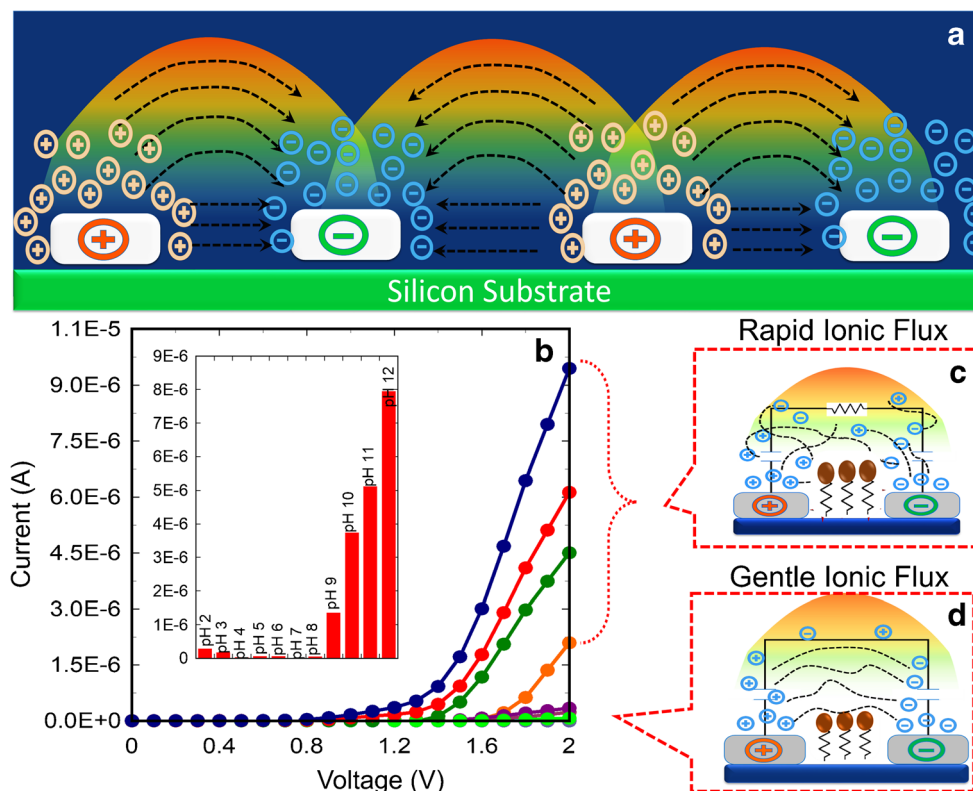 a
Silicon Substrate
b
Current (A)
1.1E-5
9.0E-6
7.5E-6
6.0E-6
4.5E-6
3.0E-6
1.5E-6
0.0E+0
0
0.4
0.8
1.2
1.6
2
Voltage (V)
9E-6
8E-6
7E-6
6E-6
5E-6
4E-6
3E-6
2E-6
1E-6
0
pH 2
pH 3
pH 4
pH 5
pH 6
pH 7
pH 8
pH 9
pH 10
pH 11
pH 12
Rapid Ionic Flux
c
Gentle Ionic Flux
d